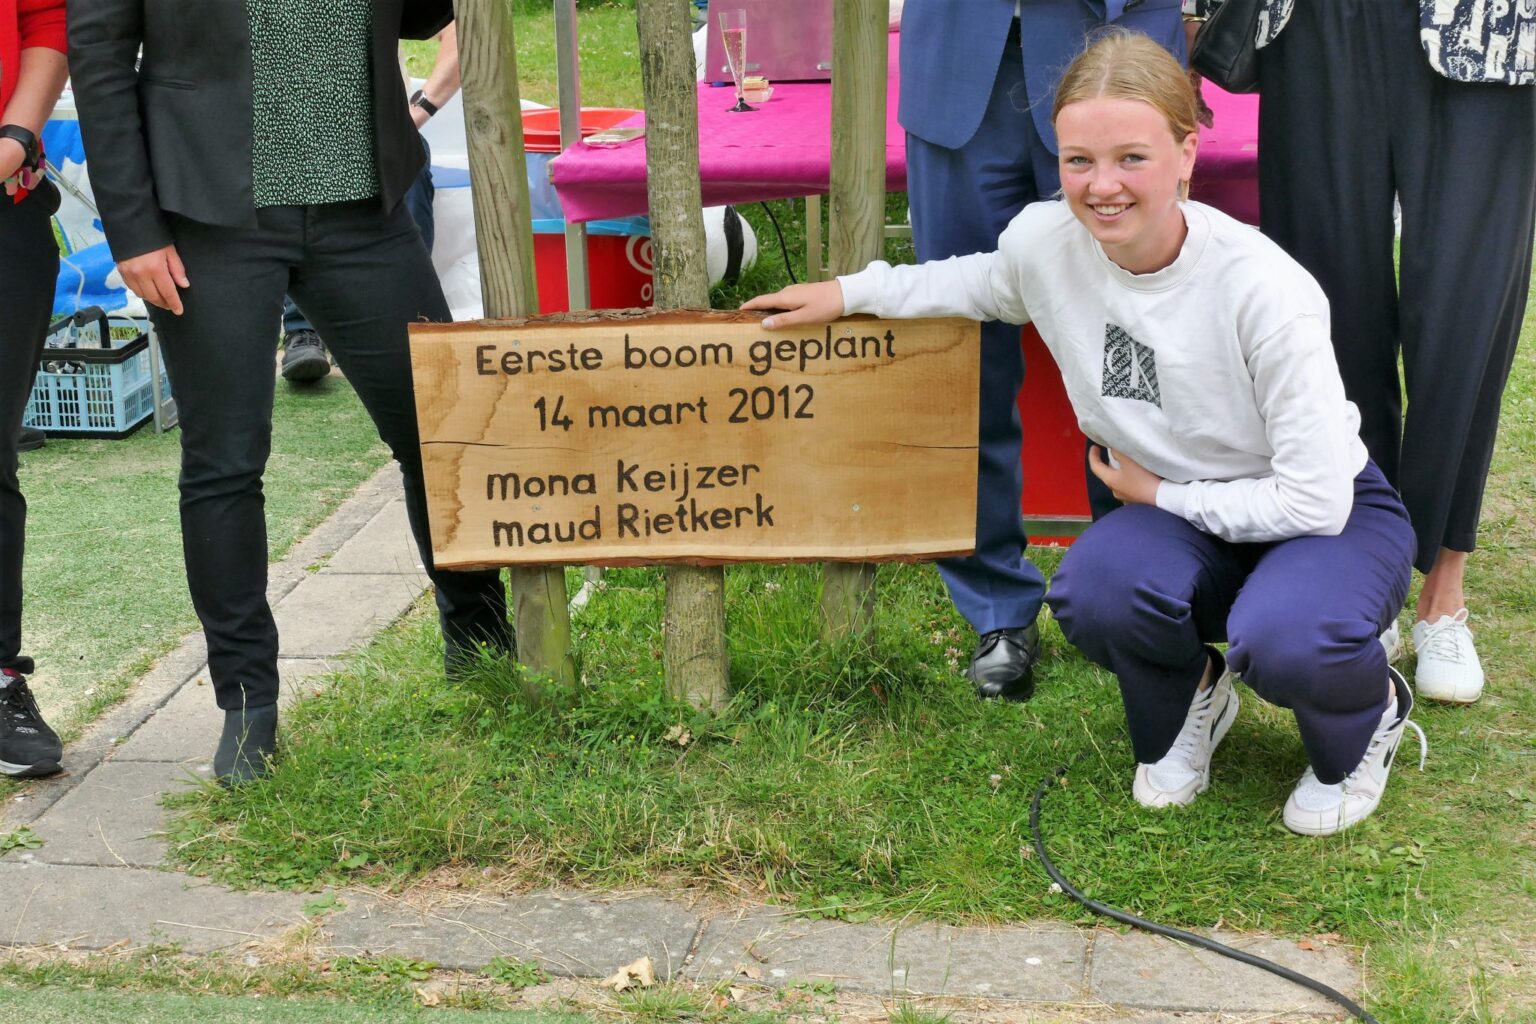 Eerste boom geplant
14 maart 2012
Mona Keijzer
Maud Rietkerk